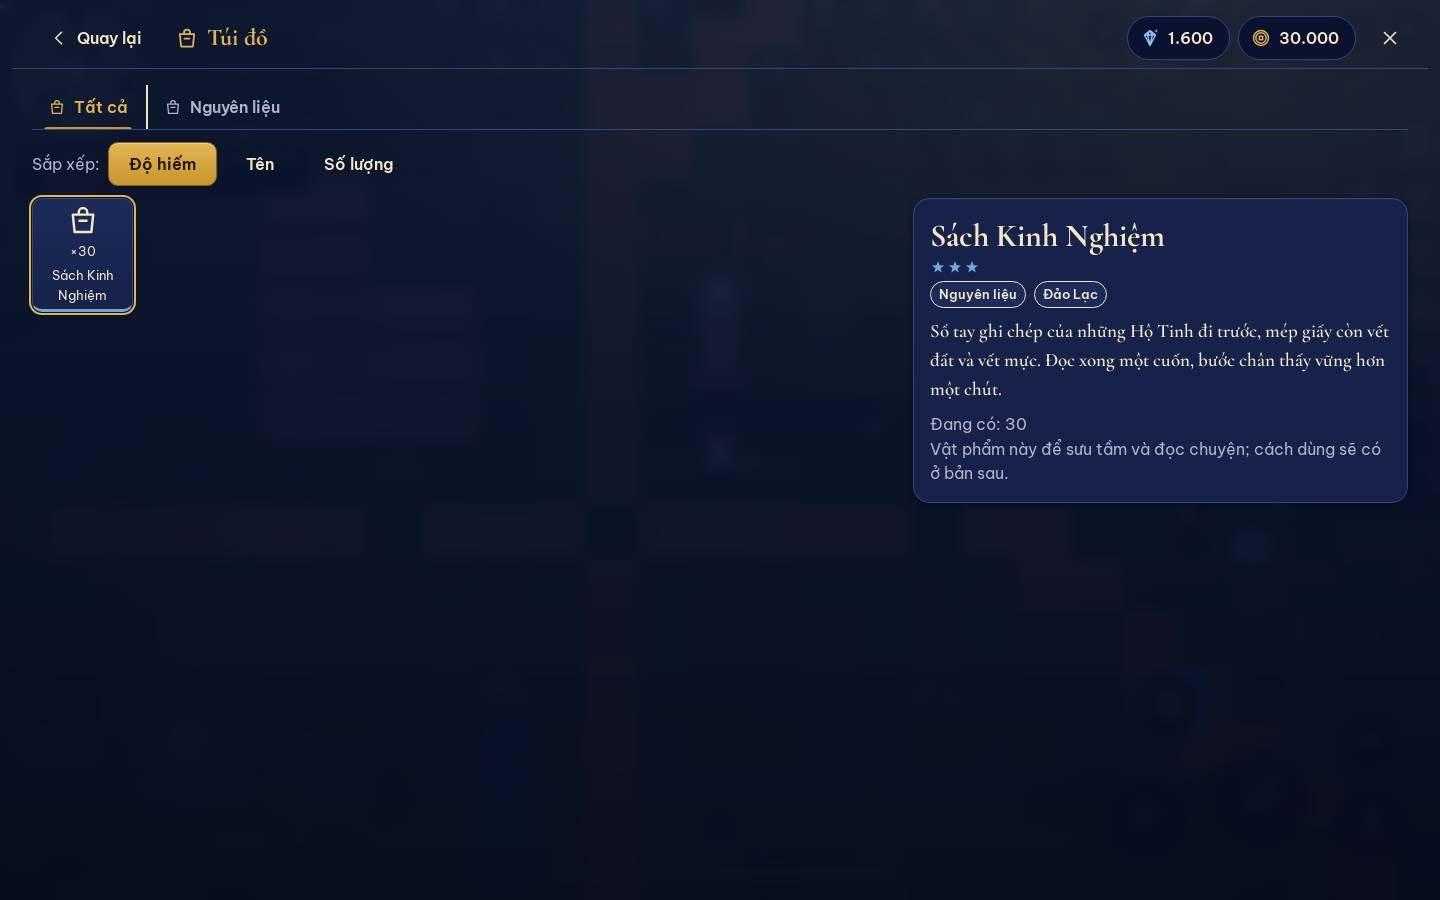 Quay lại
Túi đồ
1.600
30.000
Tất cả
Nguyên liệu
Sắp xếp:
Độ hiếm
Tên
Số lượng
×30
Sách Kinh
Nghiệm
Sách Kinh Nghiệm
★★★
Nguyên liệu
Đảo Lạc
Sổ tay ghi chép của những Hộ Tinh đi trước, mép giấy còn vết
đất và vết mực. Đọc xong một cuốn, bước chân thấy vững hơn
một chút.
Đang có: 30
Vật phẩm này để sưu tầm và đọc chuyện; cách dùng sẽ có
ở bản sau.